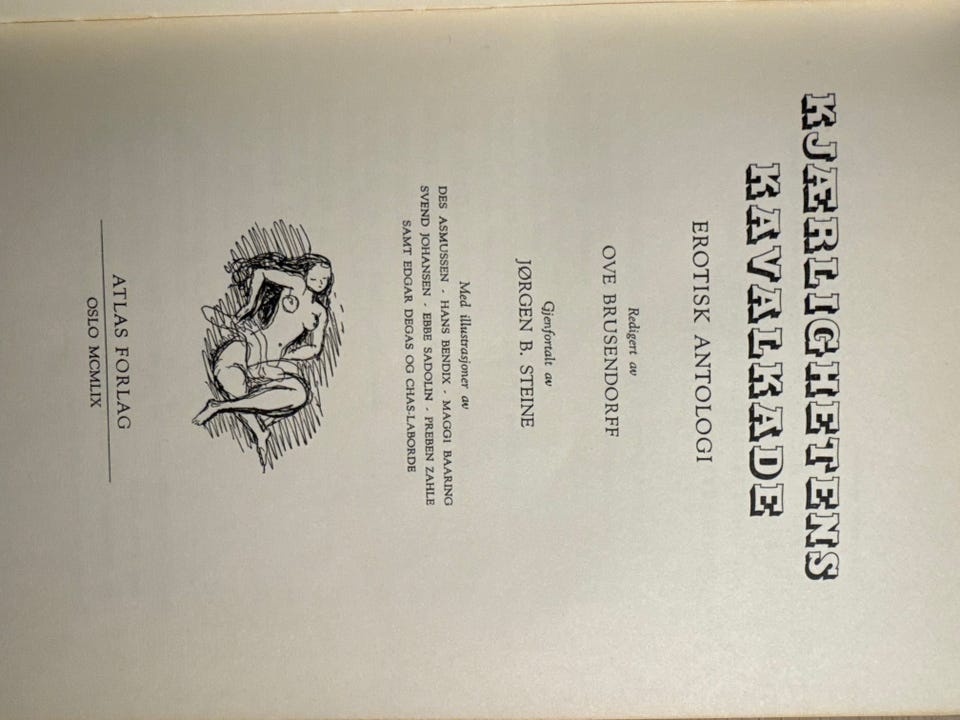 KJÆRLIGHETENS
KAVALKADE
EROTISK ANTOLOGI
Redigert av
OVE BRUSENDORFF
Gjenfortalt av
JØRGEN B. STEINE
Med illustrasjoner av
DES ASMUSSEN · HANS BENDIX · MAGGI BAARING
SVEND JOHANSEN · EBBE SADOLIN · PREBEN ZAHLE
SAMT EDGAR DEGAS OG CHAS-LABORDE
ATLAS FORLAG
OSLO MCMLIX